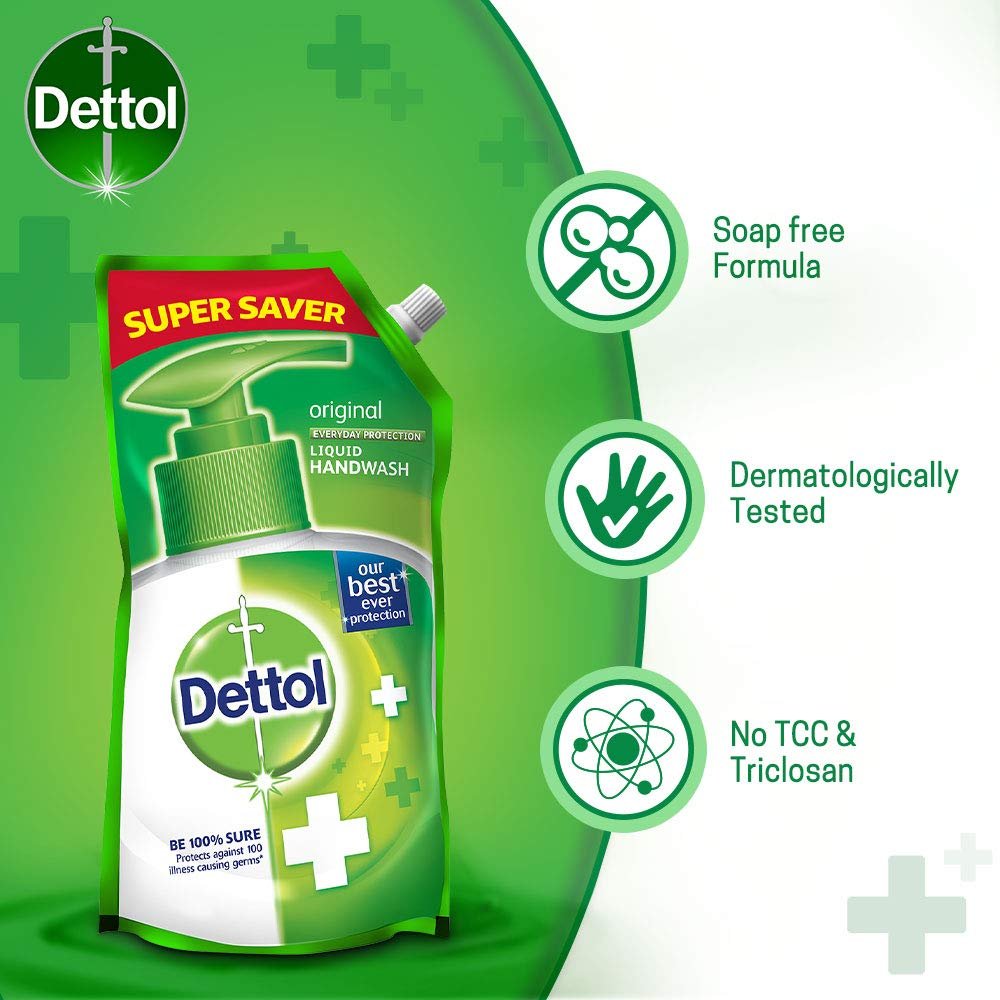 Dettol
SUPER SAVER
original
EVERYDAY PROTECTION
LIQUID
HANDWASH
our
best
ever
protection
Dettol
BE 100% SURE
Protects against 100
illness causing germs*
Soap free
Formula
Dermatologically
Tested
No TCC &
Triclosan